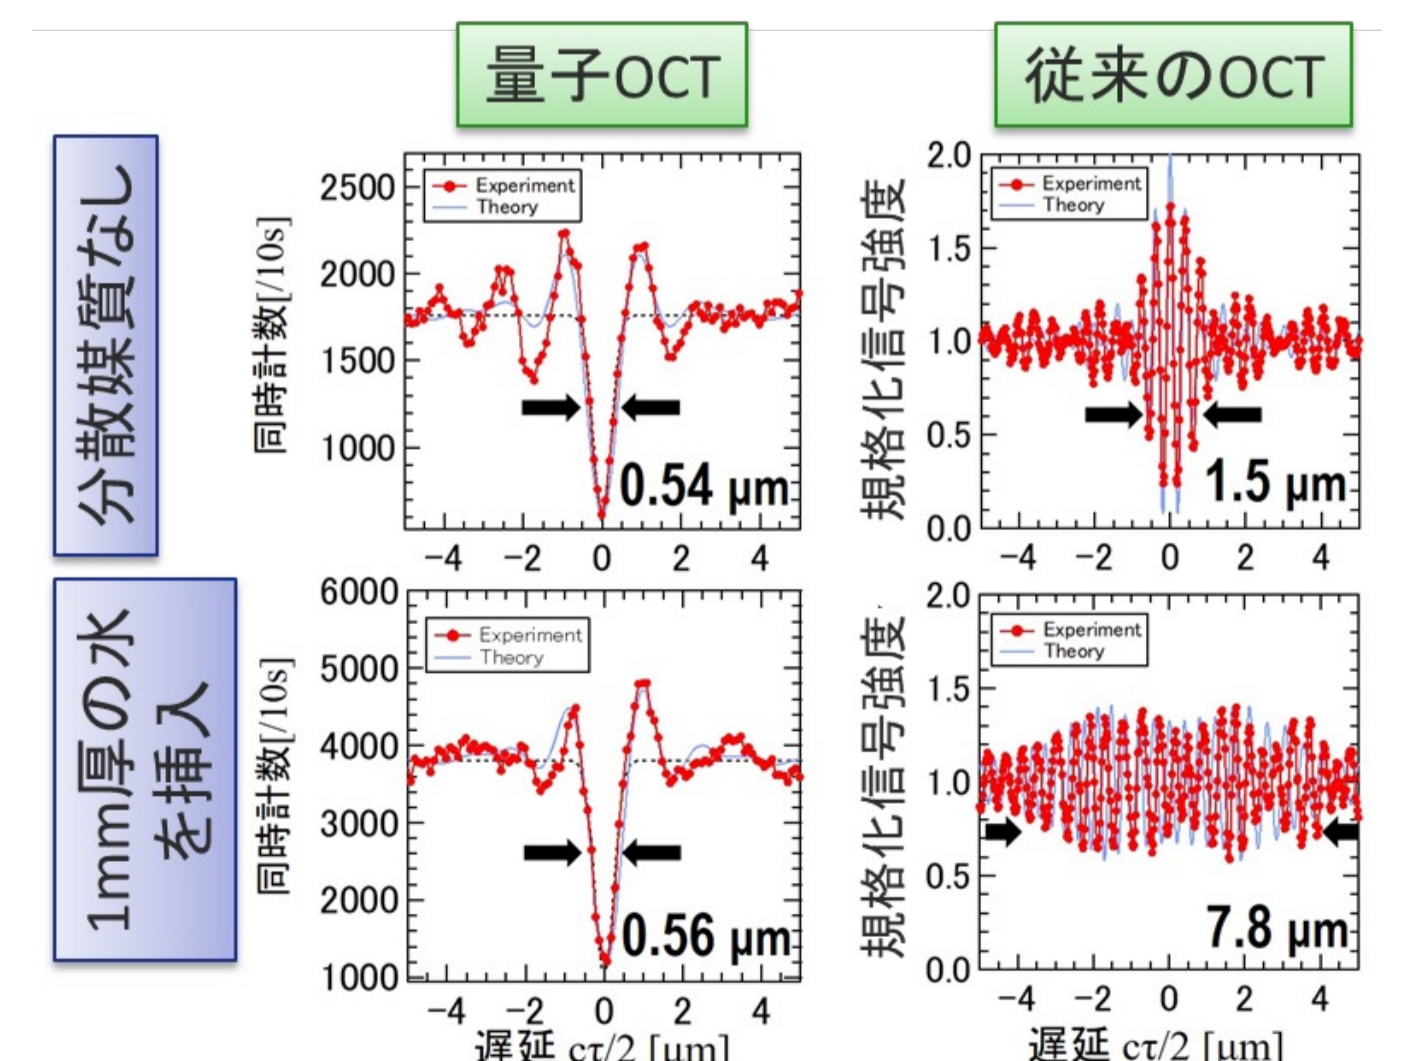 量子OCT
従来のOCT
分散媒質なし
同時計数[/10s]
2500
2000
1500
1000
Experiment
Theory
0.54 μm
−4 −2 0 2 4
規格化信号強度
2.0
1.5
1.0
0.5
0.0
Experiment
Theory
1.5 μm
−4 −2 0 2 4
1mm厚の水
を挿入
同時計数[/10s]
6000
5000
4000
3000
2000
1000
Experiment
Theory
0.56 μm
−4 −2 0 2 4
遅延 cτ/2 [μm]
規格化信号強度
2.0
1.5
1.0
0.5
0.0
Experiment
Theory
7.8 μm
−4 −2 0 2 4
遅延 cτ/2 [μm]